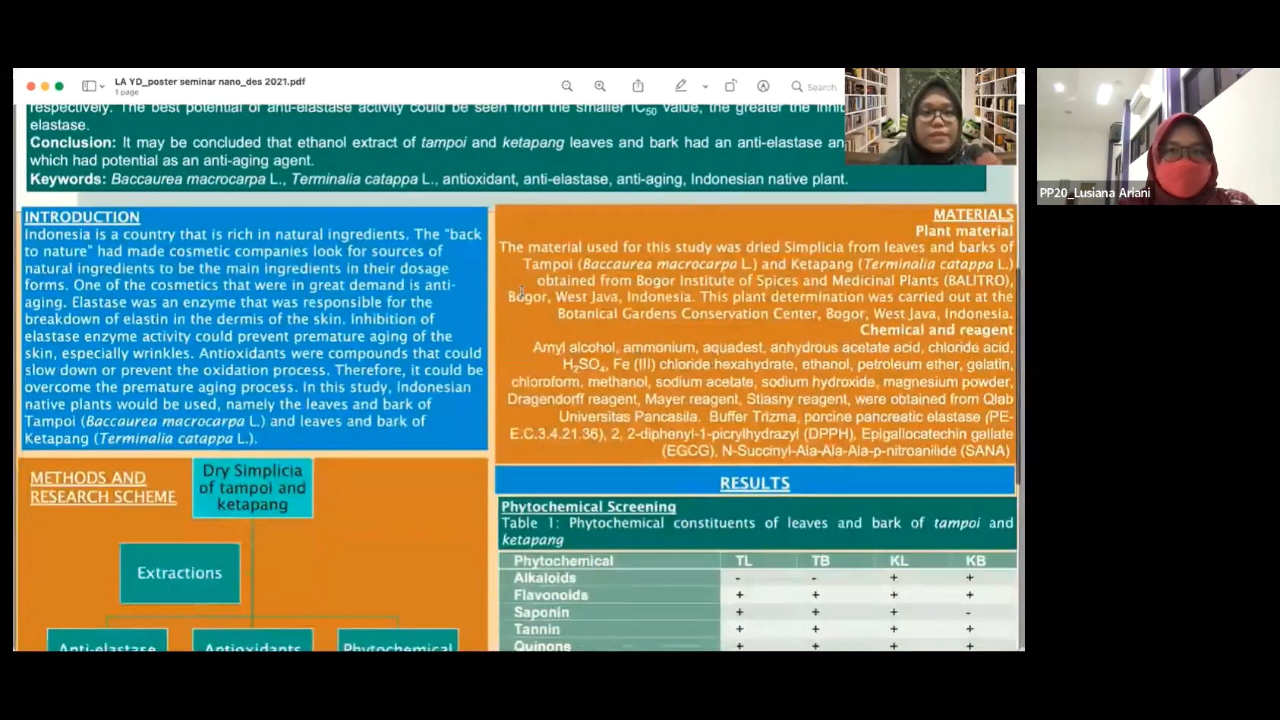 LA YD_poster seminar nano_des 2021.pdf
1 page
Search
respectively. The best potential of anti-elastase activity could be seen from the smaller IC50 value, the greater the inhit
elastase.
Conclusion: It may be concluded that ethanol extract of tampoi and ketapang leaves and bark had an anti-elastase an
which had potential as an anti-aging agent.
Keywords: Baccaurea macrocarpa L., Terminalia catappa L., antioxidant, anti-elastase, anti-aging, Indonesian native plant.
PP20_Lusiana Ariani
INTRODUCTION
Indonesia is a country that is rich in natural ingredients. The "back
to nature" had made cosmetic companies look for sources of
natural ingredients to be the main ingredients in their dosage
forms. One of the cosmetics that were in great demand is anti-
aging. Elastase was an enzyme that was responsible for the
breakdown of elastin in the dermis of the skin. Inhibition of
elastase enzyme activity could prevent premature aging of the
skin, especially wrinkles. Antioxidants were compounds that could
slow down or prevent the oxidation process. Therefore, it could be
overcome the premature aging process. In this study, Indonesian
native plants would be used, namely the leaves and bark of
Tampoi (Baccaurea macrocarpa L.) and leaves and bark of
Ketapang (Terminalia catappa L.).
METHODS AND
RESEARCH SCHEME
Dry Simplicia
of tampoi and
ketapang
Extractions
Anti-elastase
Antioxidants
Phytochemical
MATERIALS
Plant material
The material used for this study was dried Simplicia from leaves and barks of
Tampoi (Baccaurea macrocarpa L.) and Ketapang (Terminalia catappa L.)
obtained from Bogor Institute of Spices and Medicinal Plants (BALITRO),
Bogor, West Java, Indonesia. This plant determination was carried out at the
Botanical Gardens Conservation Center, Bogor, West Java, Indonesia.
Chemical and reagent
Amyl alcohol, ammonium, aquadest, anhydrous acetate acid, chloride acid,
H2SO4, Fe (III) chloride hexahydrate, ethanol, petroleum ether, gelatin,
chloroform, methanol, sodium acetate, sodium hydroxide, magnesium powder,
Dragendorff reagent, Mayer reagent, Stiasny reagent, were obtained from Qlab
Universitas Pancasila. Buffer Trizma, porcine pancreatic elastase (PE-
E.C.3.4.21.36), 2, 2-diphenyl-1-picrylhydrazyl (DPPH), Epigallocatechin gallate
(EGCG), N-Succinyl-Ala-Ala-Ala-p-nitroanilide (SANA)
RESULTS
Phytochemical Screening
Table 1: Phytochemical constituents of leaves and bark of tampoi and
ketapang
Phytochemical TL TB KL KB
Alkaloids - - + +
Flavonoids + + + +
Saponin + + + -
Tannin + + + +
Quinone + + + +